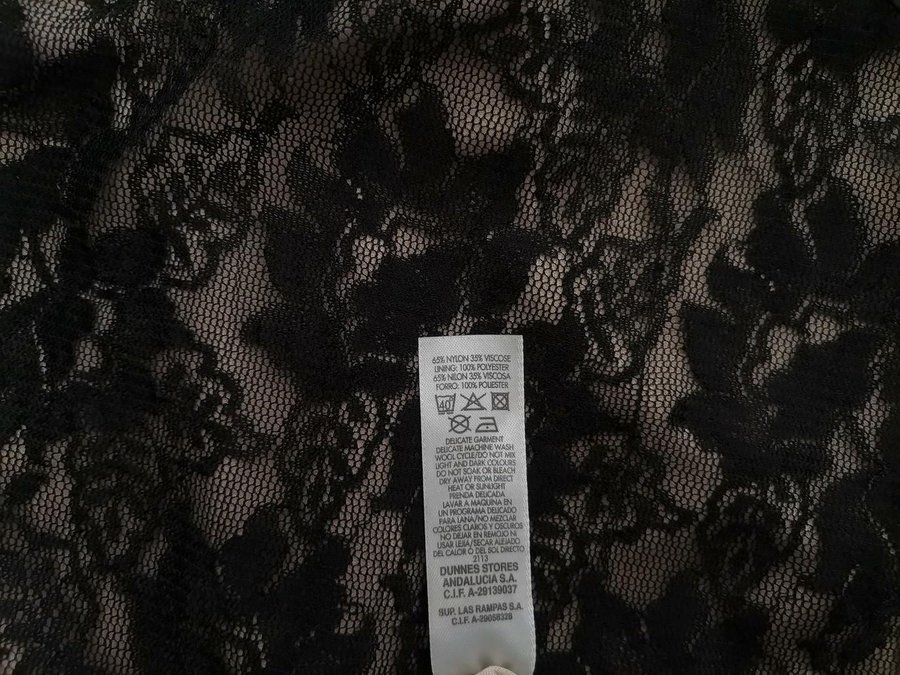 65% NYLON 35% VISCOSE
LINING: 100% POLYESTER
65% NILON 35% VISCOSA
FORRO: 100% POLIESTER
40
DELICATE GARMENT
DELICATE MACHINE WASH
WOOL CYCLE/DO NOT MIX
LIGHT AND DARK COLOURS
DO NOT SOAK OR BLEACH
DRY AWAY FROM DIRECT
HEAT OR SUNLIGHT
PRENDA DELICADA
LAVAR A MAQUINA EN
UN PROGRAMA DELICADO
PARA LANA/NO MEZCLAR
COLORES CLAROS Y OSCUROS
NO DEJAR EN REMOJO NI
USAR LEJIA/SECAR ALEJADO
DEL CALOR O DEL SOL DIRECTO
2113
DUNNES STORES
ANDALUCIA S.A.
C.I.F. A-29139037
SUP. LAS RAMPAS S.A.
C.I.F. A-29058328